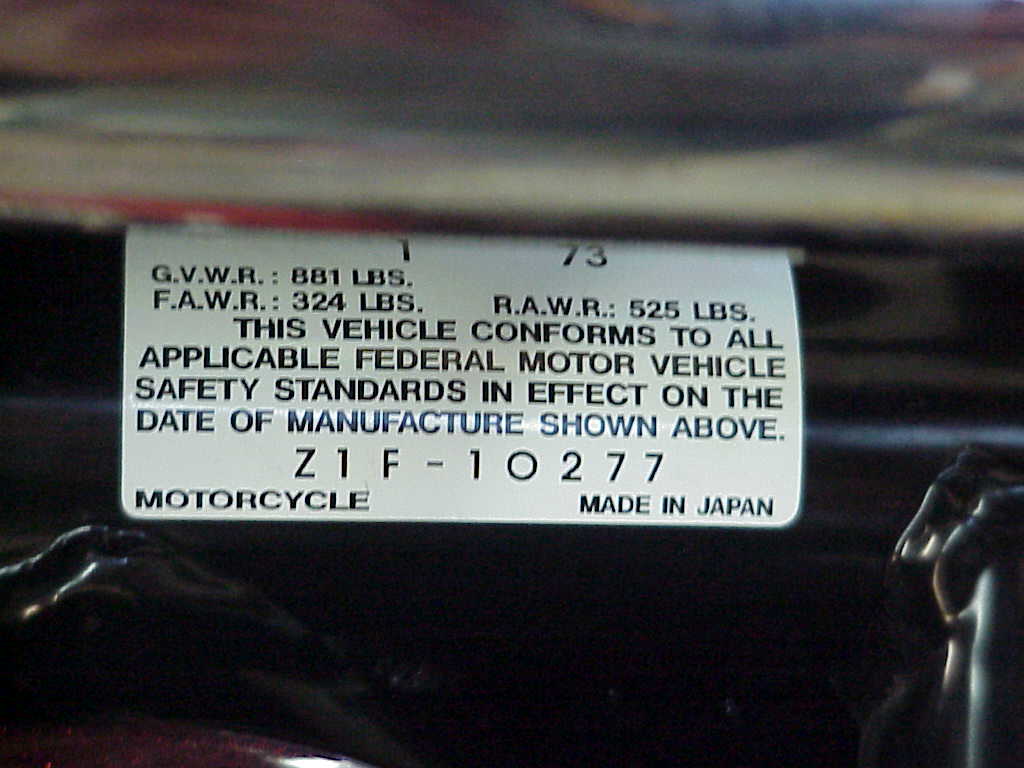 1 73
G.V.W.R.: 881 LBS.
F.A.W.R.: 324 LBS. R.A.W.R.: 525 LBS.
THIS VEHICLE CONFORMS TO ALL
APPLICABLE FEDERAL MOTOR VEHICLE
SAFETY STANDARDS IN EFFECT ON THE
DATE OF MANUFACTURE SHOWN ABOVE.
Z1F-10277
MOTORCYCLE MADE IN JAPAN